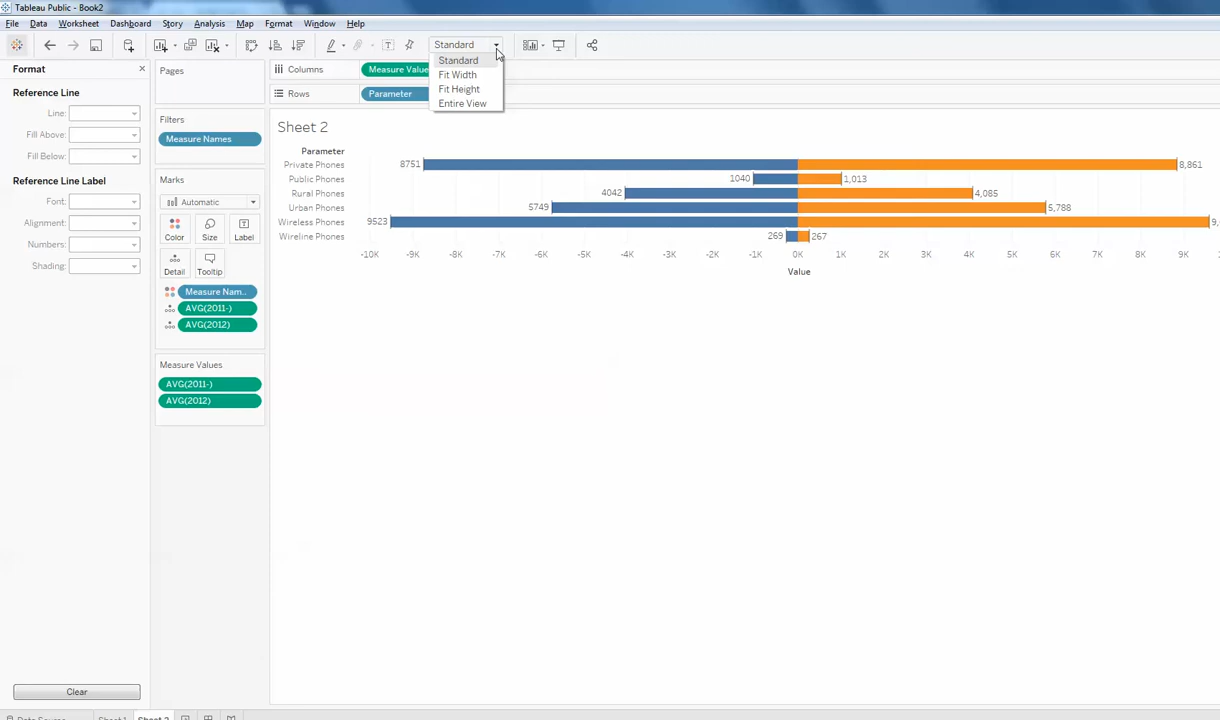 Tableau Public - Book2
File Data Worksheet Dashboard Story Analysis Map Format Window Help
Standard
Standard
Fit Width
Fit Height
Entire View
Format
Reference Line
Line:
Fill Above:
Fill Below:
Reference Line Label
Font:
Alignment:
Numbers:
Shading:
Clear
Pages
Filters
Measure Names
Marks
Automatic
Color Size Label
Detail Tooltip
Measure Nam..
AVG(2011-)
AVG(2012)
Measure Values
AVG(2011-)
AVG(2012)
Columns Measure Value
Rows Parameter
Sheet 2
Parameter
Private Phones 8751 8,861
Public Phones 1040 1,013
Rural Phones 4042 4,085
Urban Phones 5749 5,788
Wireless Phones 9523
Wireline Phones 269 267
-10K -9K -8K -7K -6K -5K -4K -3K -2K -1K 0K 1K 2K 3K 4K 5K 6K 7K 8K 9K
Value
Data Source Sheet1 Sheet 2